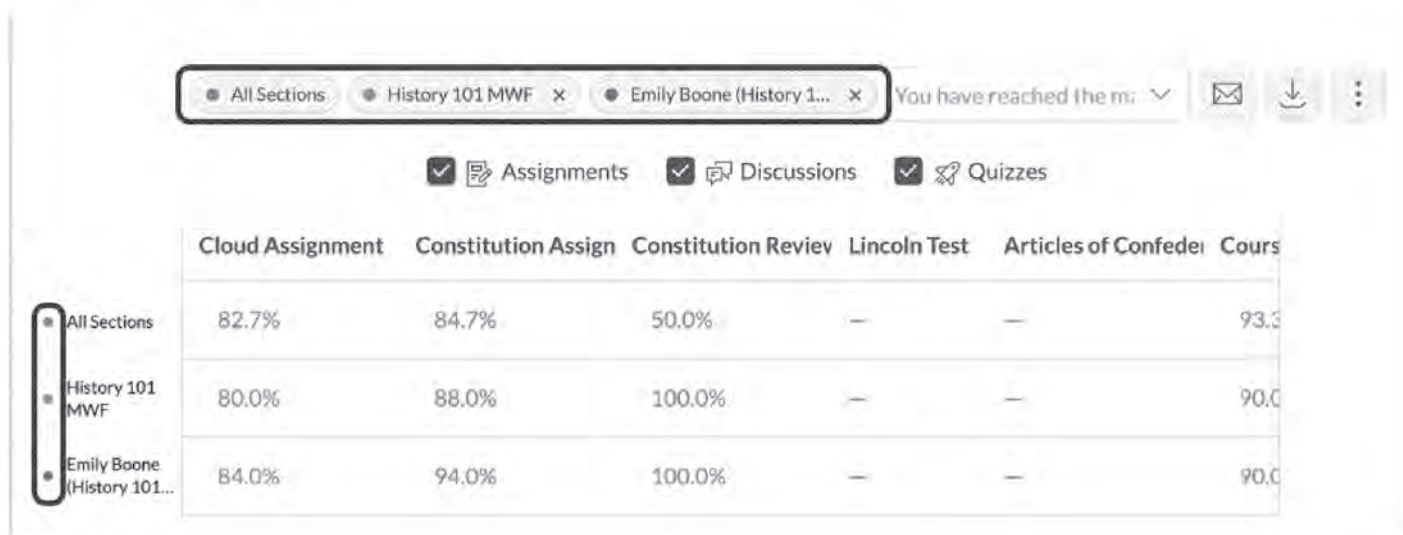 All Sections History 101 MWF × Emily Boone (History 1... × You have reached the m
Assignments Discussions Quizzes
Cloud Assignment Constitution Assign Constitution Review Lincoln Test Articles of Confeder Cours
All Sections 82.7% 84.7% 50.0% — — 93.3
History 101
MWF 80.0% 88.0% 100.0% — — 90.0
Emily Boone
(History 101... 84.0% 94.0% 100.0% — — 90.0